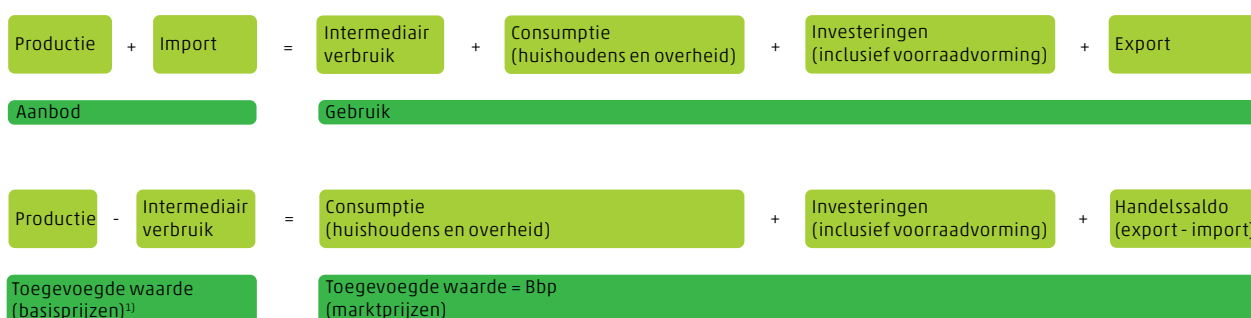 Productie + Import = Intermediair verbruik + Consumptie (huishoudens en overheid) + Investeringen (inclusief voorraadvorming) + Export
Aanbod Gebruik
Productie - Intermediair verbruik = Consumptie (huishoudens en overheid) + Investeringen (inclusief voorraadvorming) + Handelssaldo (export - import)
Toegevoegde waarde (basisprijzen)¹⁾ Toegevoegde waarde = Bbp (marktprijzen)